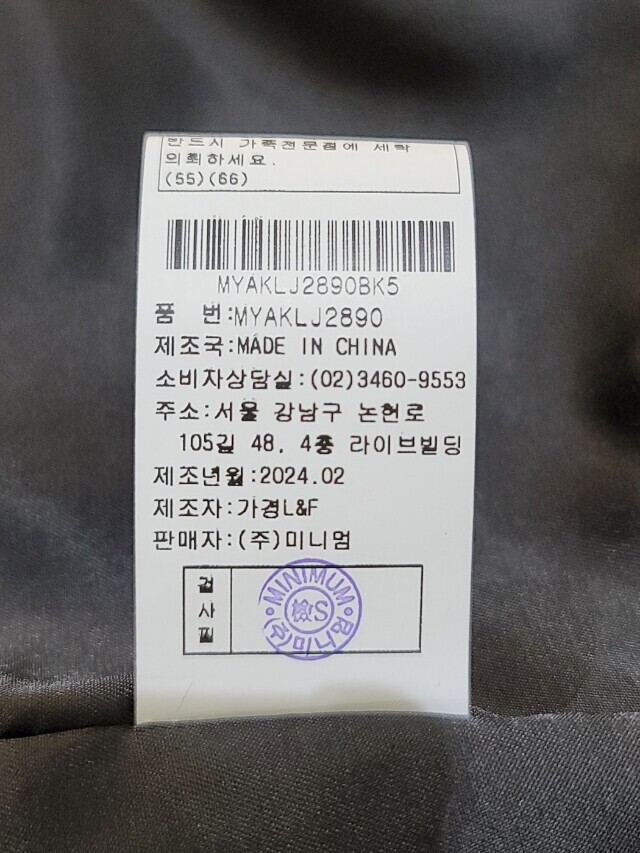 반드시 가죽전문점에 세탁
의뢰하세요.
(55)(66)
MYAKLJ2890BK5
품 번:MYAKLJ2890
제조국:MADE IN CHINA
소비자상담실:(02)3460-9553
주소:서울 강남구 논현로
105길 48, 4층 라이브빌딩
제조년월:2024.02
제조자:가경L&F
판매자:(주)미니멈
검
사
필
MINIMUM
檢S
(주)미니멈